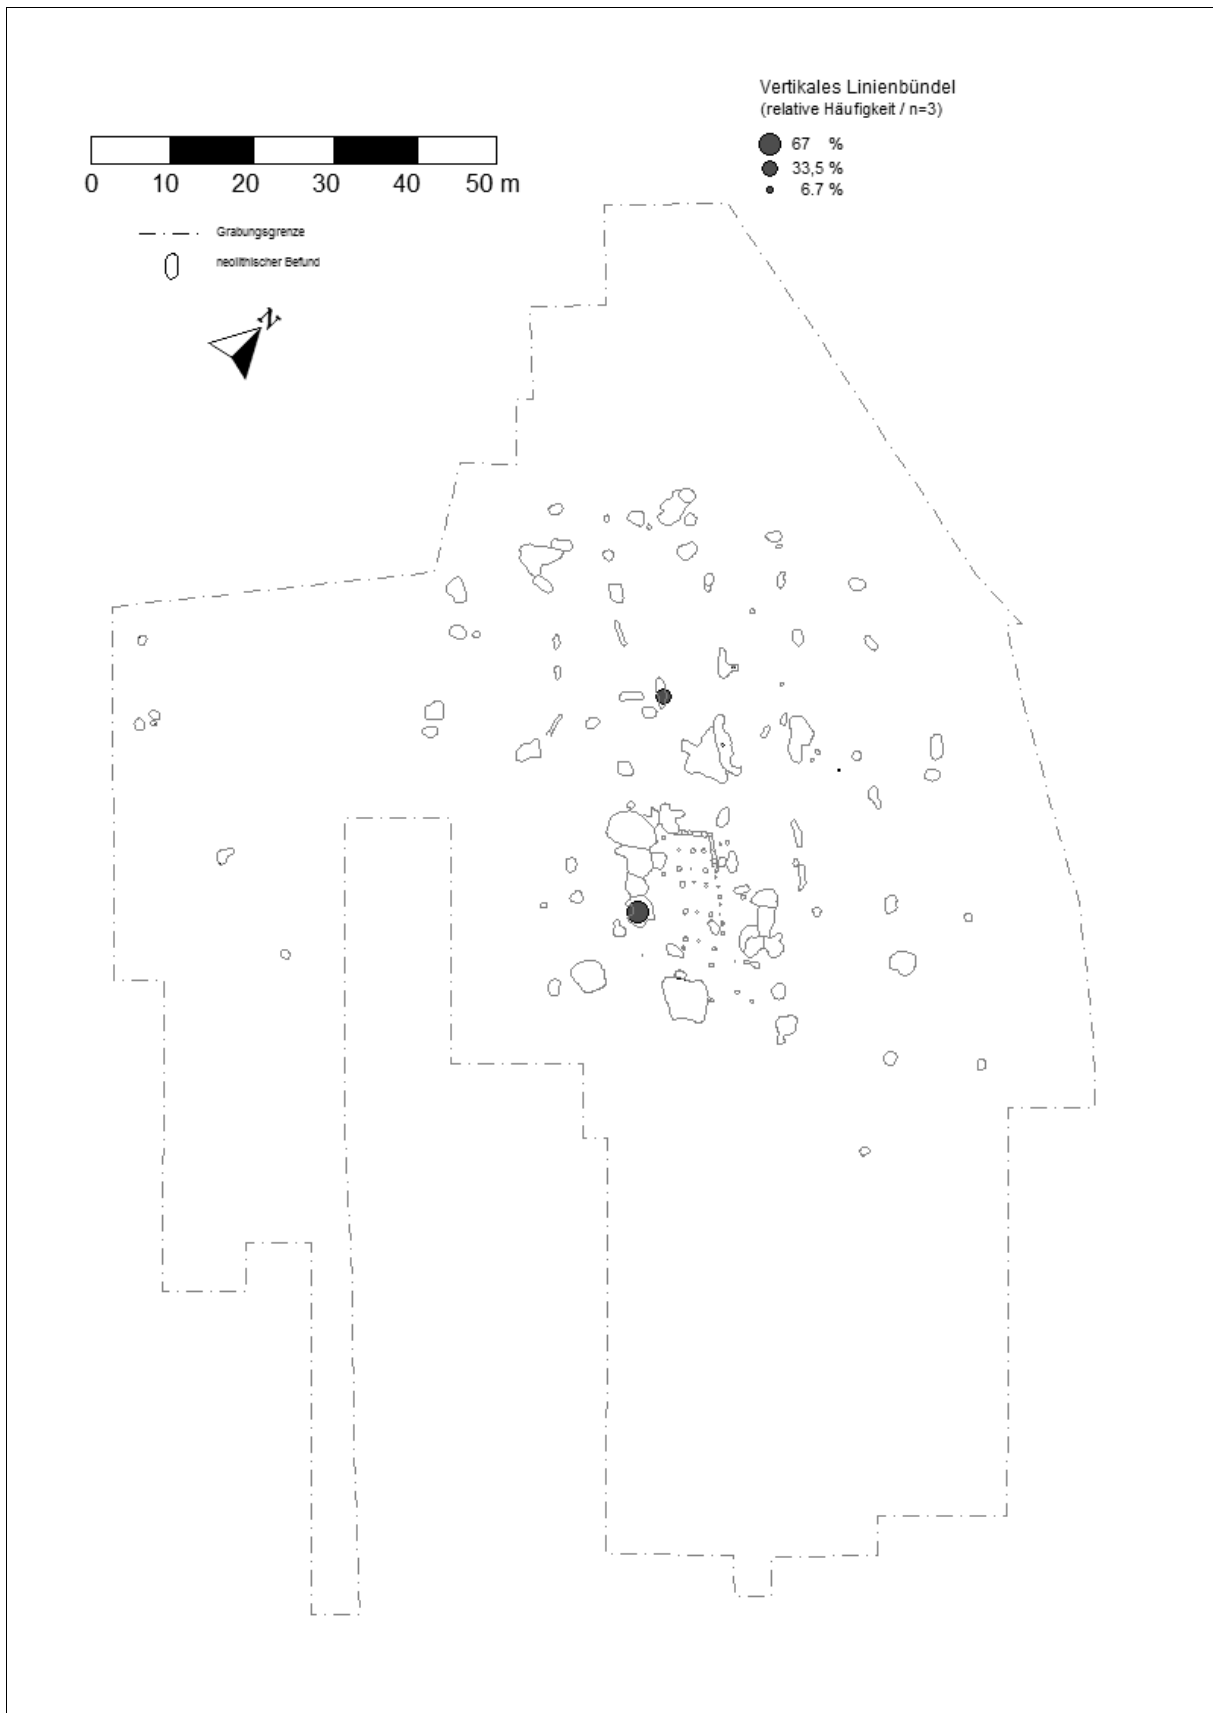 Vertikales Linienbündel
(relative Häufigkeit / n=3)
67 %
33,5 %
6.7 %
0 10 20 30 40 50 m
Grabungsgrenze
neolithischer Befund
N